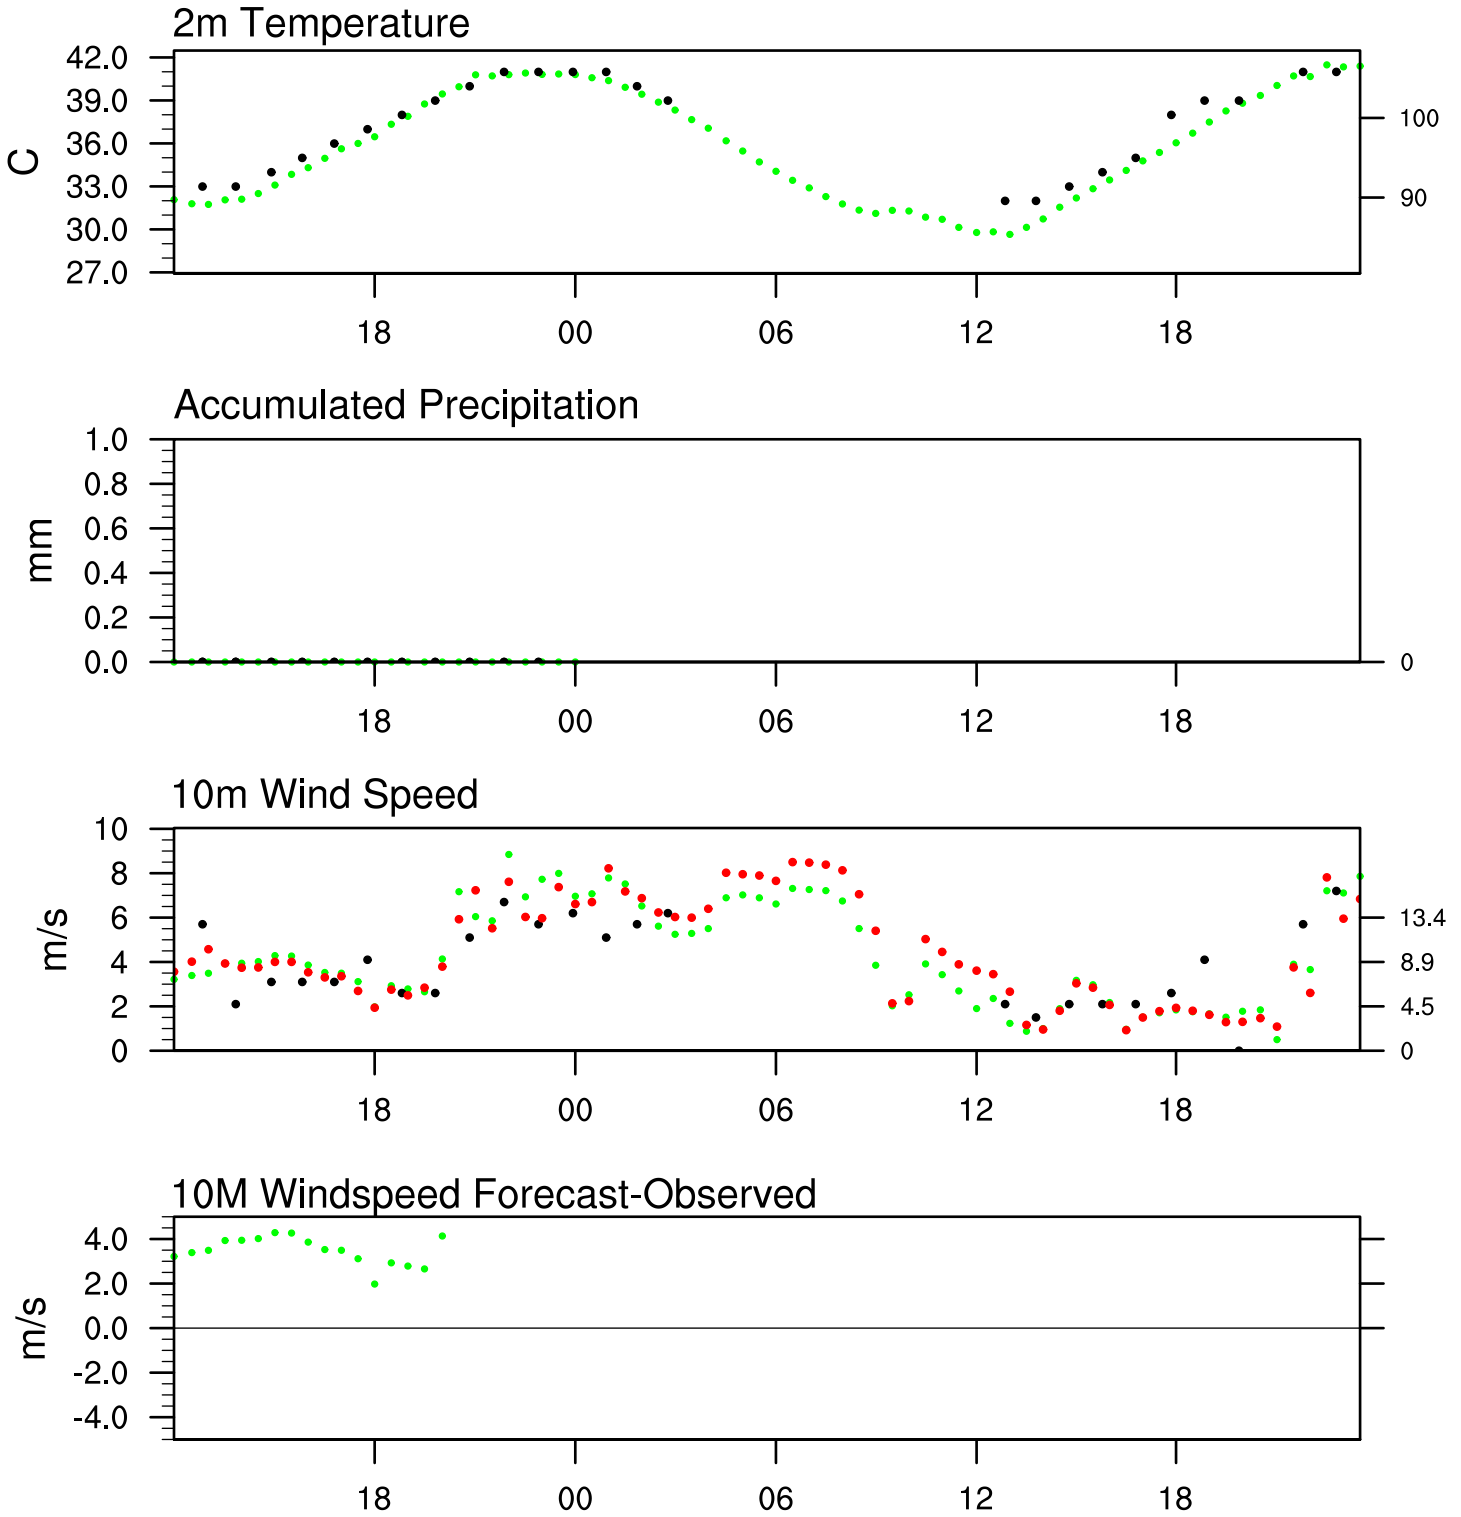 2m Temperature
42.0
39.0
36.0
33.0
30.0
27.0
C
100
90
18 00 06 12 18
Accumulated Precipitation
1.0
0.8
0.6
0.4
0.2
0.0
mm
0
18 00 06 12 18
10m Wind Speed
10
8
6
4
2
0
m/s
13.4
8.9
4.5
0
18 00 06 12 18
10M Windspeed Forecast-Observed
4.0
2.0
0.0
-2.0
-4.0
m/s
18 00 06 12 18